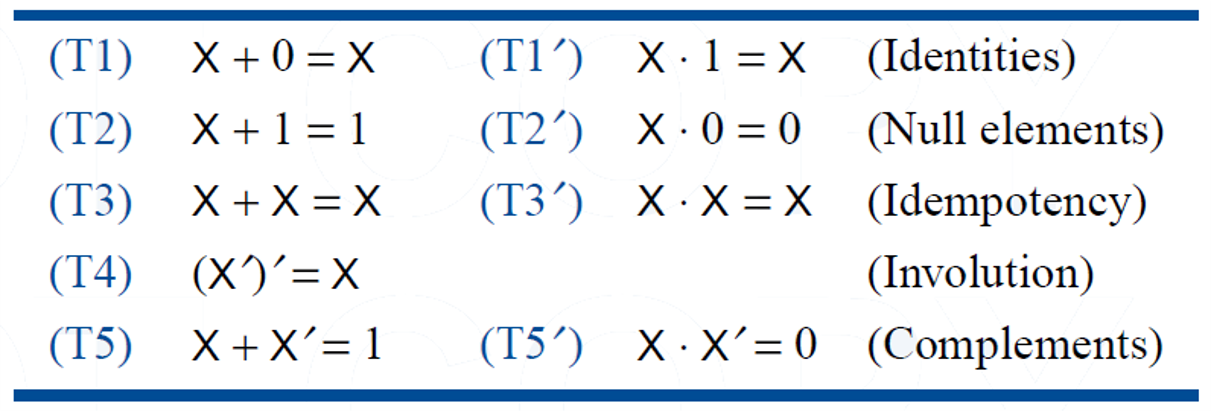 (T1) X + 0 = X (T1′) X · 1 = X (Identities)
(T2) X + 1 = 1 (T2′) X · 0 = 0 (Null elements)
(T3) X + X = X (T3′) X · X = X (Idempotency)
(T4) (X′)′ = X (Involution)
(T5) X + X′ = 1 (T5′) X · X′ = 0 (Complements)